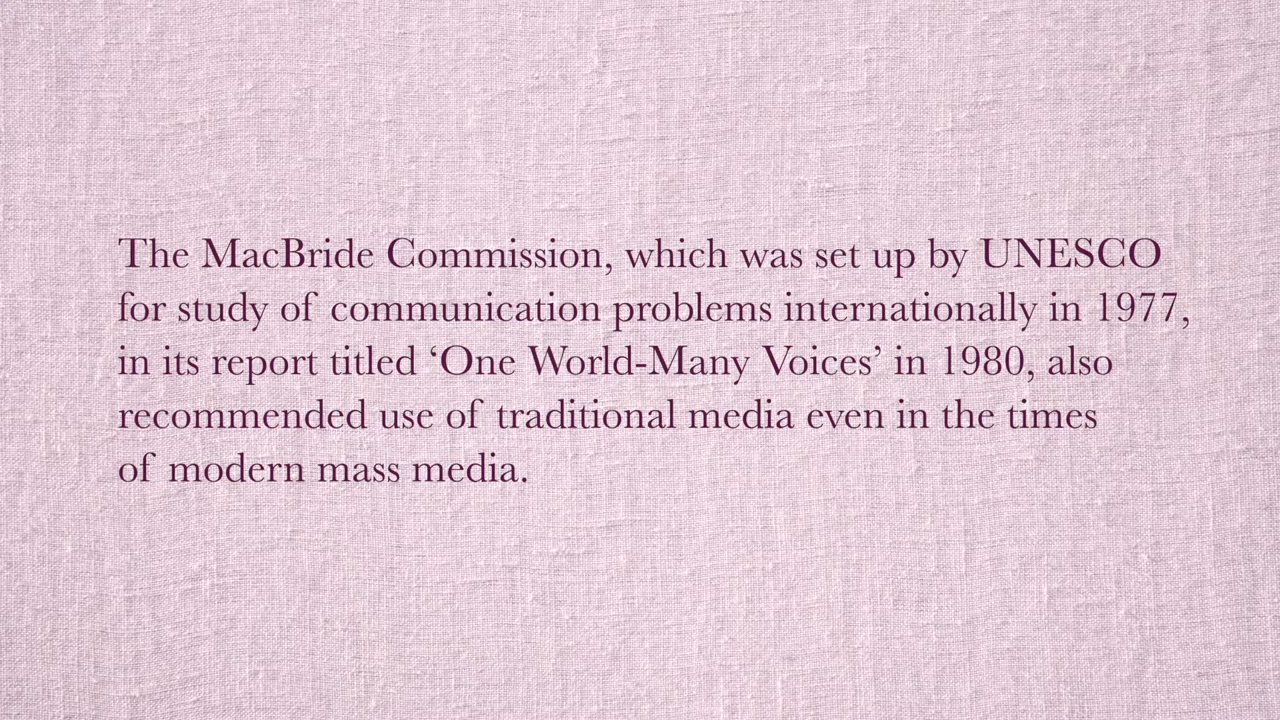 The MacBride Commission, which was set up by UNESCO
for study of communication problems internationally in 1977,
in its report titled ‘One World-Many Voices’ in 1980, also
recommended use of traditional media even in the times
of modern mass media.